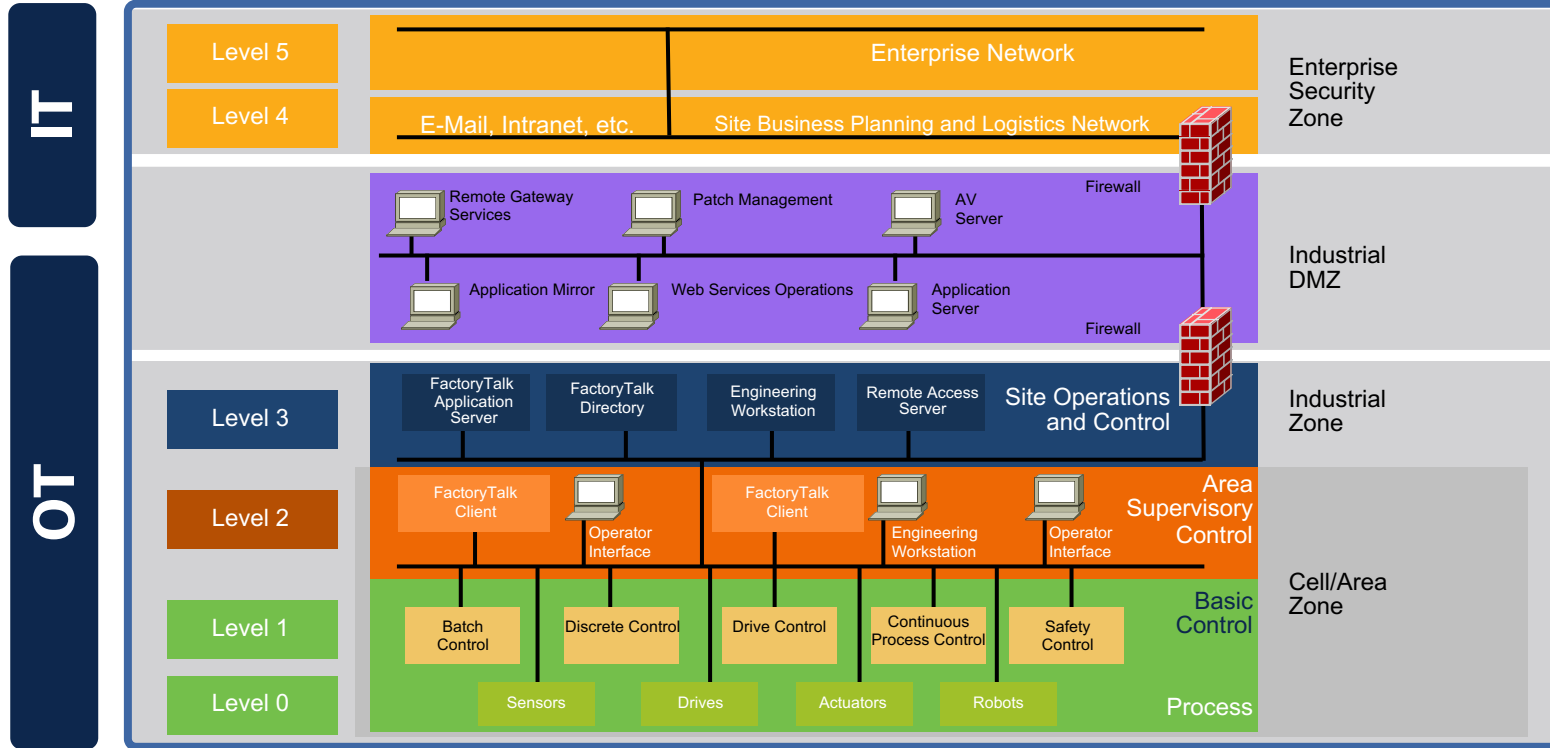 IT
OT
Level 5
Enterprise Network
Enterprise
Security
Zone
Level 4
E-Mail, Intranet, etc.
Site Business Planning and Logistics Network
Remote Gateway
Services
Patch Management
AV
Server
Firewall
Application Mirror
Web Services Operations
Application
Server
Firewall
Industrial
DMZ
Level 3
FactoryTalk
Application
Server
FactoryTalk
Directory
Engineering
Workstation
Remote Access
Server
Site Operations
and Control
Industrial
Zone
Level 2
FactoryTalk
Client
Operator
Interface
FactoryTalk
Client
Engineering
Workstation
Operator
Interface
Area
Supervisory
Control
Cell/Area
Zone
Level 1
Batch
Control
Discrete Control
Drive Control
Continuous
Process Control
Safety
Control
Basic
Control
Level 0
Sensors
Drives
Actuators
Robots
Process